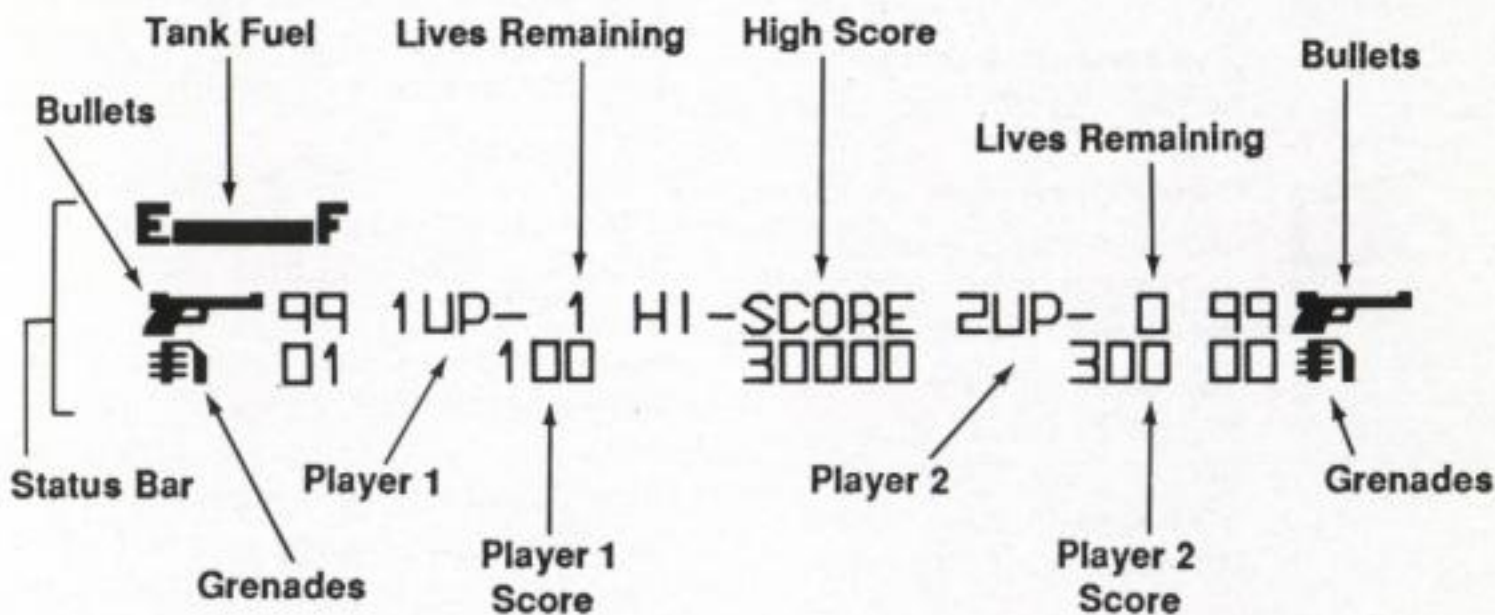 Tank Fuel Lives Remaining High Score Bullets
Bullets
Lives Remaining
E F
99 1UP- 1 HI-SCORE 2UP- 0 99
01 100 30000 300 00
Status Bar Player 1 Player 2 Grenades
Grenades Player 1 Score Player 2 Score